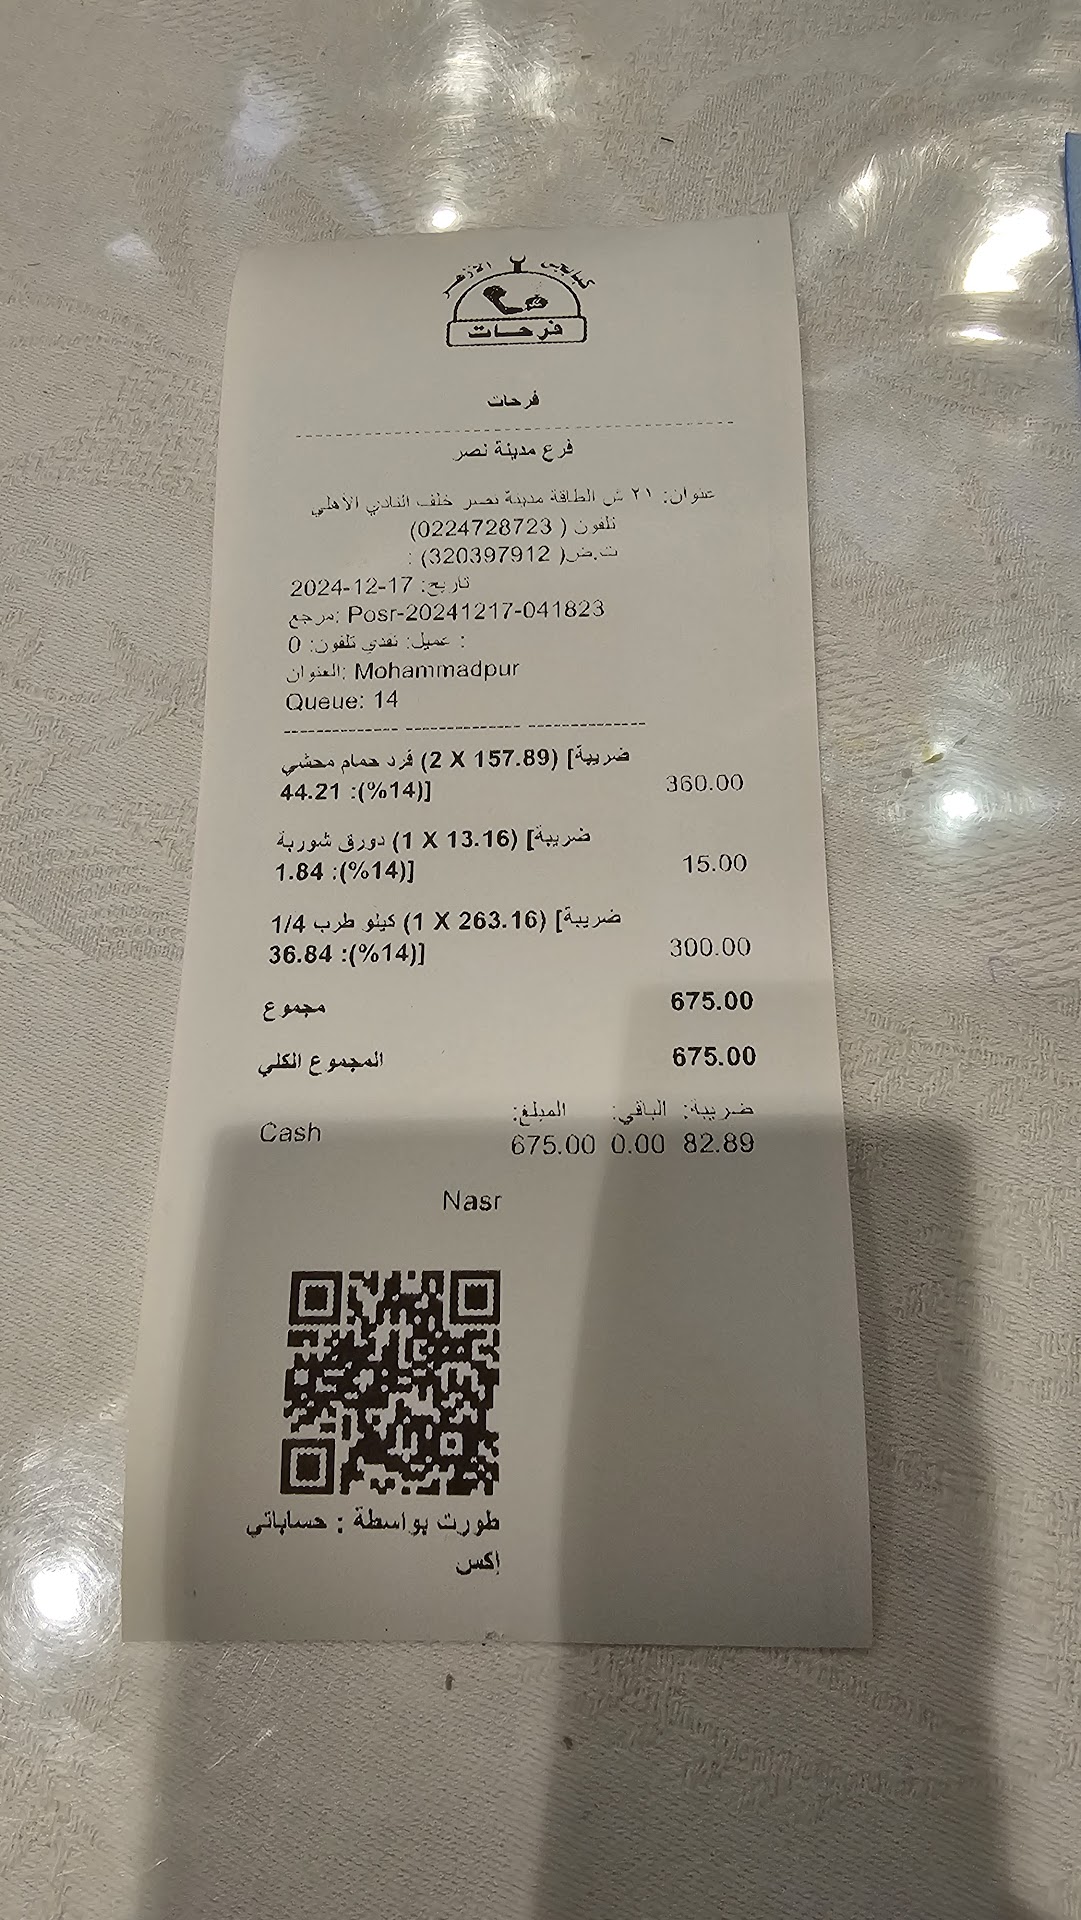 كبابجي الأزهر
فرحات
فرحات
فرع مدينة نصر
عنوان: ٢١ ش الطاقة مدينة نصر خلف النادي الأهلي
تلفون ( 0224728723)
ت.ض( 320397912) :
تاريخ: 17-12-2024
مرجع: Posr-20241217-041823
: عميل: نقدي تلفون: 0
العنوان: Mohammadpur
Queue: 14
فرد حمام محشي (2 X 157.89) [ضريبة
(14%): 44.21] 360.00
دورق شوربة (1 X 13.16) [ضريبة
(14%): 1.84] 15.00
1/4 كيلو طرب (1 X 263.16) [ضريبة
(14%): 36.84] 300.00
مجموع 675.00
المجموع الكلي 675.00
المبلغ: الباقي: ضريبة:
Cash 675.00 0.00 82.89
Nasr
طورت بواسطة : حساباتي
إكس